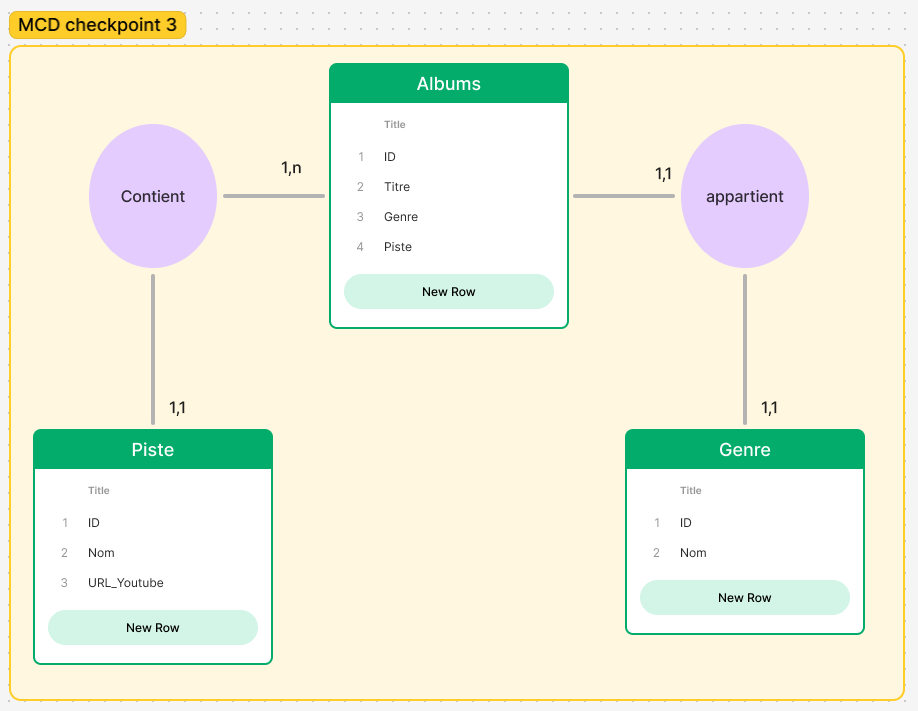 MCD checkpoint 3
Albums
Title
1 ID
2 Titre
3 Genre
4 Piste
New Row
Contient
1,n
1,1
appartient
1,1
Piste
Title
1 ID
2 Nom
3 URL_Youtube
New Row
1,1
Genre
Title
1 ID
2 Nom
New Row